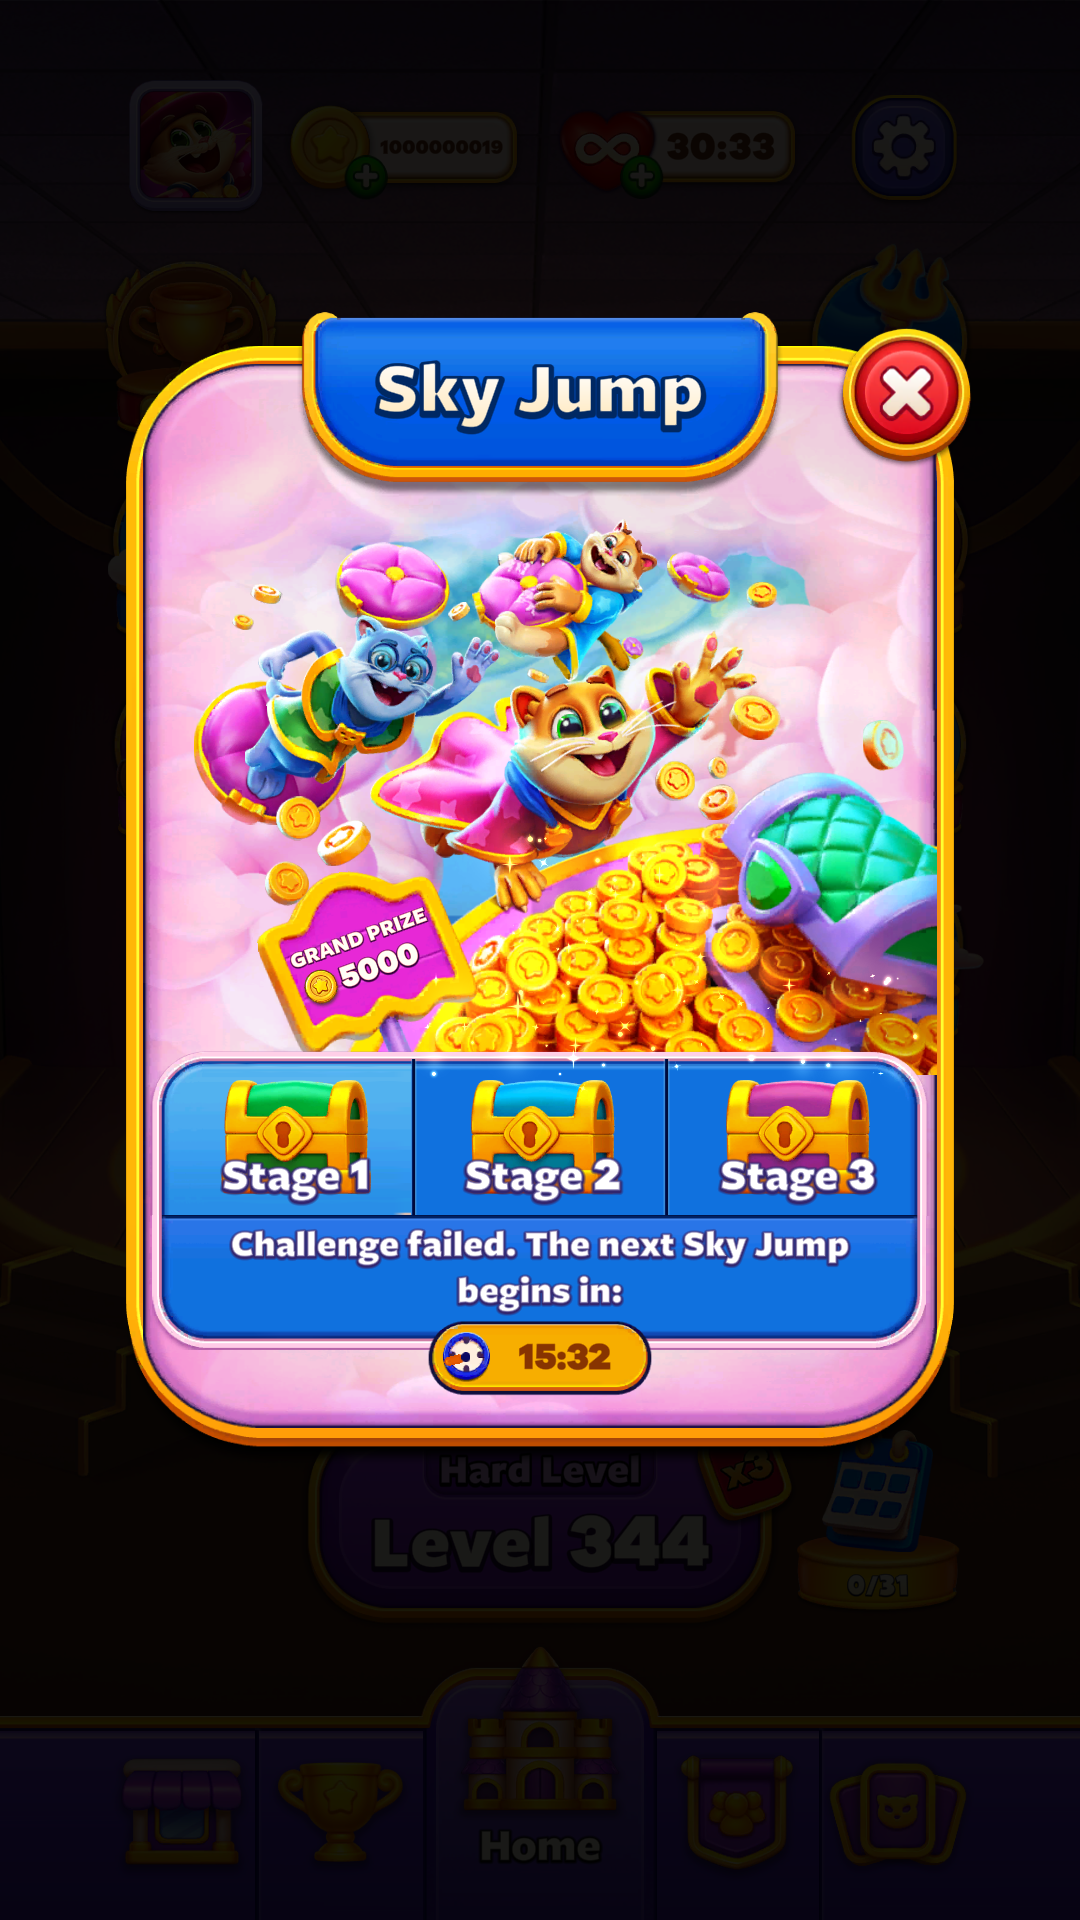 1000000019
30:33
Sky Jump
GRAND PRIZE
5000
Stage 1
Stage 2
Stage 3
Challenge failed. The next Sky Jump
begins in:
15:32
Hard Level
x3
Level 344
0/31
Home